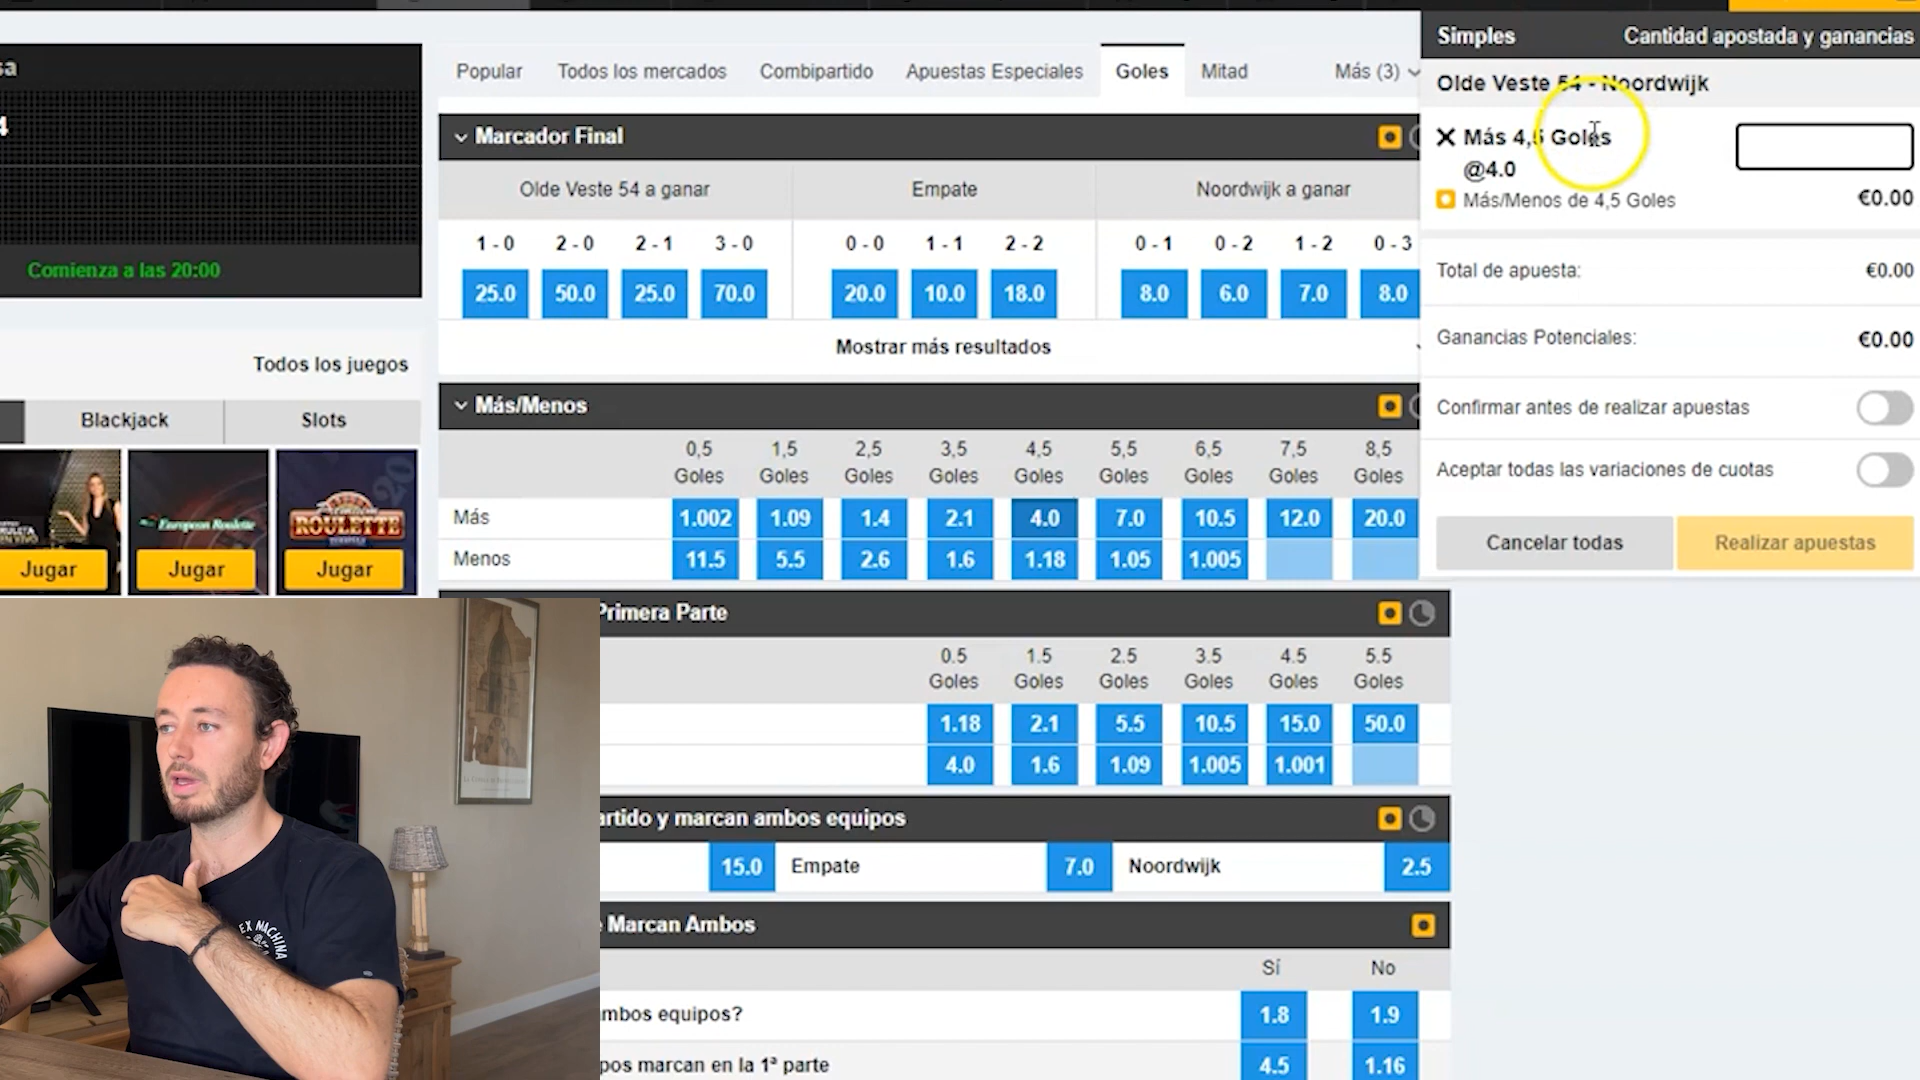 sa
4
Comienza a las 20:00
Todos los juegos
Blackjack
Slots
European Roulette
ROULETTE
Jugar
Jugar
Jugar
Popular
Todos los mercados
Combipartido
Apuestas Especiales
Goles
Mitad
Más (3)
Marcador Final
Olde Veste 54 a ganar
Empate
Noordwijk a ganar
1 - 0 2 - 0 2 - 1 3 - 0 0 - 0 1 - 1 2 - 2 0 - 1 0 - 2 1 - 2 0 - 3
25.0 50.0 25.0 70.0 20.0 10.0 18.0 8.0 6.0 7.0 8.0
Mostrar más resultados
Más/Menos
0,5 1,5 2,5 3,5 4,5 5,5 6,5 7,5 8,5
Goles Goles Goles Goles Goles Goles Goles Goles Goles
Más 1.002 1.09 1.4 2.1 4.0 7.0 10.5 12.0 20.0
Menos 11.5 5.5 2.6 1.6 1.18 1.05 1.005
Primera Parte
0.5 1.5 2.5 3.5 4.5 5.5
Goles Goles Goles Goles Goles Goles
1.18 2.1 5.5 10.5 15.0 50.0
4.0 1.6 1.09 1.005 1.001
artido y marcan ambos equipos
15.0 Empate 7.0 Noordwijk 2.5
Marcan Ambos
Sí No
mbos equipos? 1.8 1.9
pos marcan en la 1ª parte 4.5 1.16
Simples
Cantidad apostada y ganancias
Olde Veste 54 - Noordwijk
Más 4,5 Goles
@4.0
Más/Menos de 4,5 Goles
€0.00
Total de apuesta: €0.00
Ganancias Potenciales: €0.00
Confirmar antes de realizar apuestas
Aceptar todas las variaciones de cuotas
Cancelar todas
Realizar apuestas
EX MACHINA